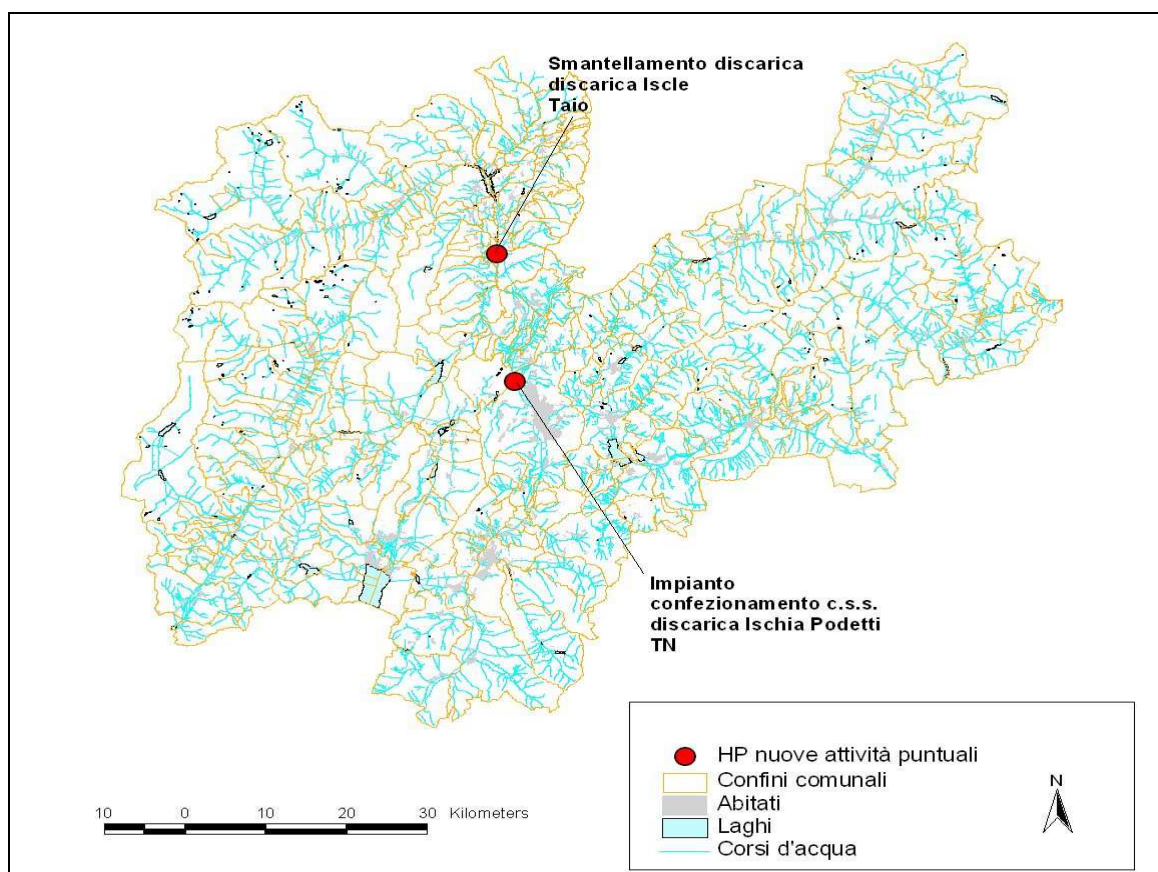 Smantellamento discarica
discarica Iscle
Taio
Impianto
confezionamento c.s.s.
discarica Ischia Podetti
TN
HP nuove attività puntuali
Confini comunali
Abitati
Laghi
Corsi d'acqua
N
10 0 10 20 30 Kilometers